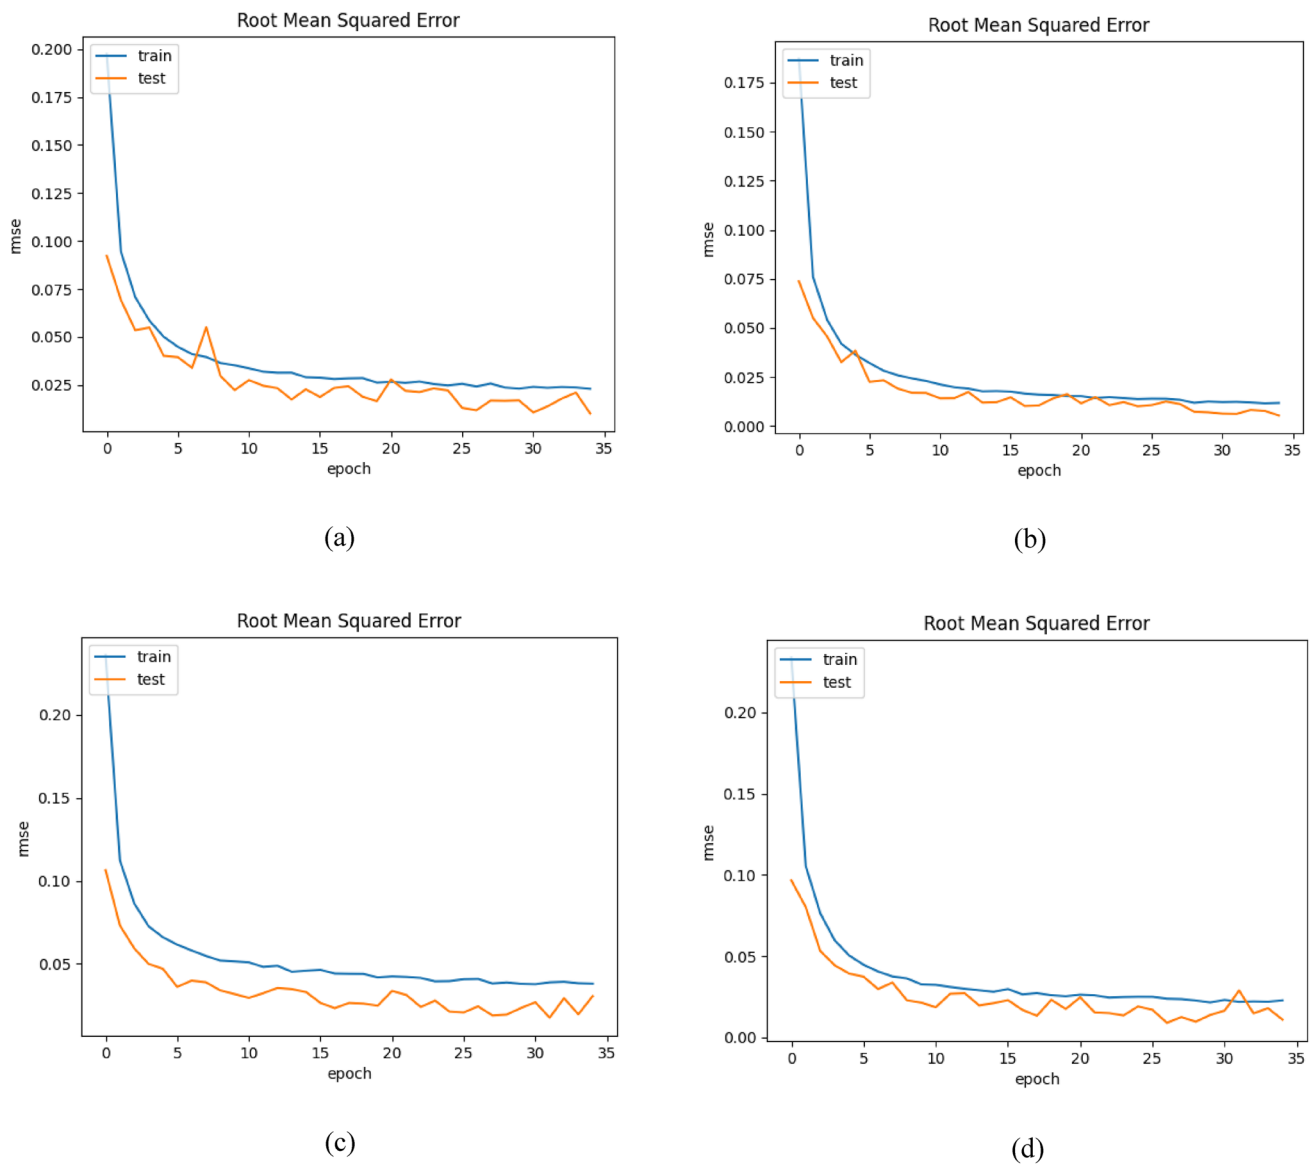 Root Mean Squared Error
train
test
0.200
0.175
0.150
0.125
0.100
0.075
0.050
0.025
rmse
0 5 10 15 20 25 30 35
epoch
(a)
Root Mean Squared Error
train
test
0.175
0.150
0.125
0.100
0.075
0.050
0.025
0.000
rmse
0 5 10 15 20 25 30 35
epoch
(b)
Root Mean Squared Error
train
test
0.20
0.15
0.10
0.05
rmse
0 5 10 15 20 25 30 35
epoch
(c)
Root Mean Squared Error
train
test
0.20
0.15
0.10
0.05
0.00
rmse
0 5 10 15 20 25 30 35
epoch
(d)